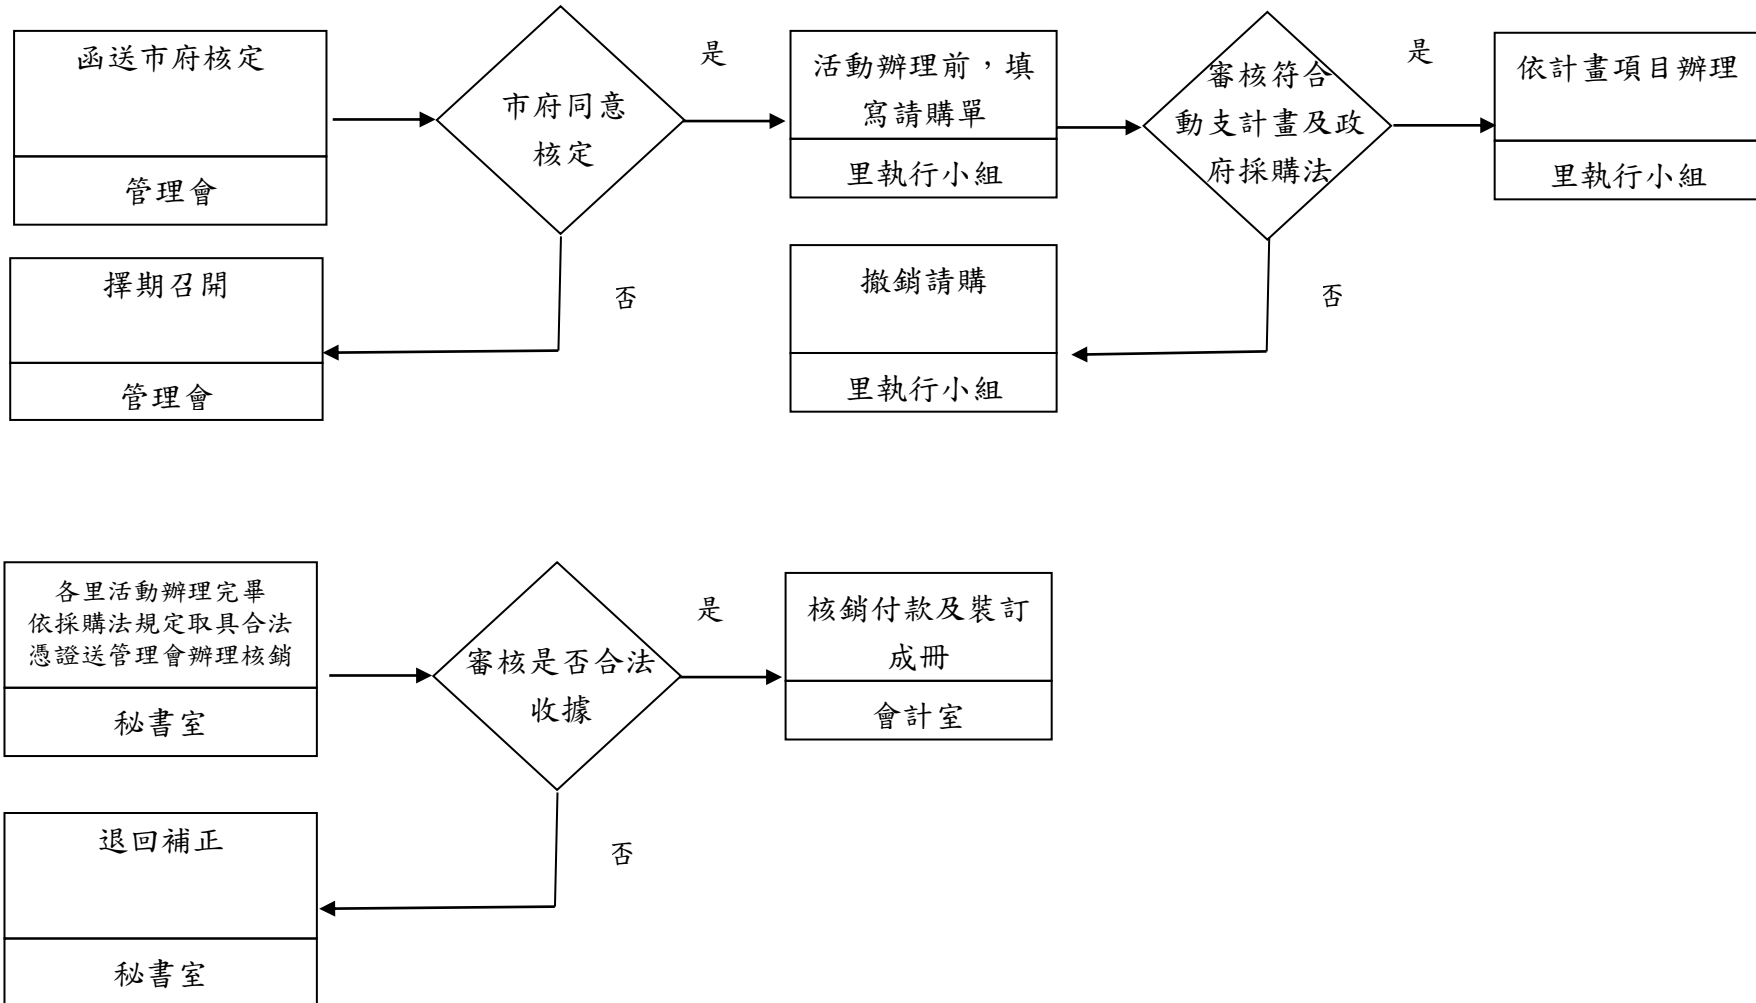 函送市府核定
管理會
市府同意
核定
是
活動辦理前，填
寫請購單
里執行小組
審核符合
動支計畫及政
府採購法
是
依計畫項目辦理
里執行小組
擇期召開
管理會
否
撤銷請購
里執行小組
否
各里活動辦理完畢
依採購法規定取具合法
憑證送管理會辦理核銷
秘書室
審核是否合法
收據
是
核銷付款及裝訂
成冊
會計室
退回補正
秘書室
否